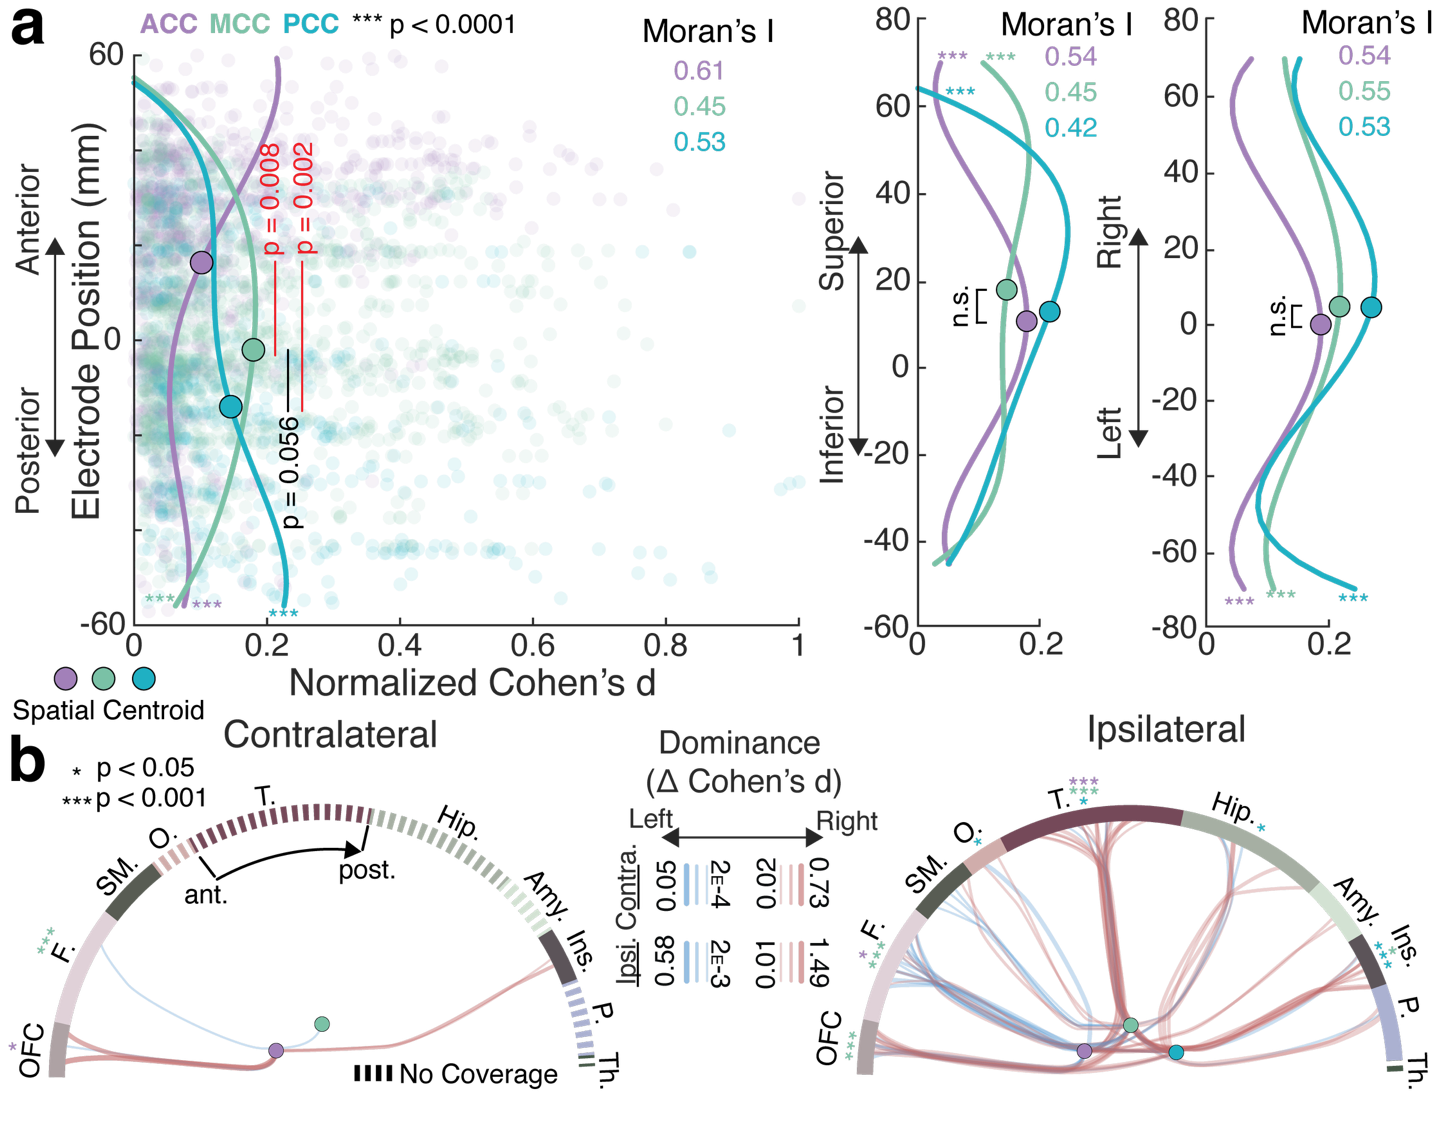 a
ACC MCC PCC *** p < 0.0001
Moran's I
0.61
0.45
0.53
60
0
-60
Anterior
Posterior
Electrode Position (mm)
p = 0.008
p = 0.002
p = 0.056
***
***
***
0 0.2 0.4 0.6 0.8 1
Normalized Cohen's d
Spatial Centroid
Moran's I
0.54
0.45
0.42
*** ***
***
80
60
40
20
0
-20
-40
-60
Superior
Inferior
n.s.
0 0.2
Moran's I
0.54
0.55
0.53
80
60
40
20
0
-20
-40
-60
-80
Right
Left
n.s.
*** *** ***
0 0.2
b
Contralateral
* p < 0.05
*** p < 0.001
T.
O.
Hip.
SM.
ant.
post.
Amy.
F.
***
Ins.
OFC
*
P.
Th.
No Coverage
Dominance
(Δ Cohen's d)
Left Right
Contra.
0.05 2E-4 0.02 0.73
Ipsi.
0.58 2E-3 0.01 1.49
Ipsilateral
***
***
*
T.
Hip.
*
O.
*
SM.
Amy.
F.
*
***
Ins.
*
***
OFC
***
P.
Th.